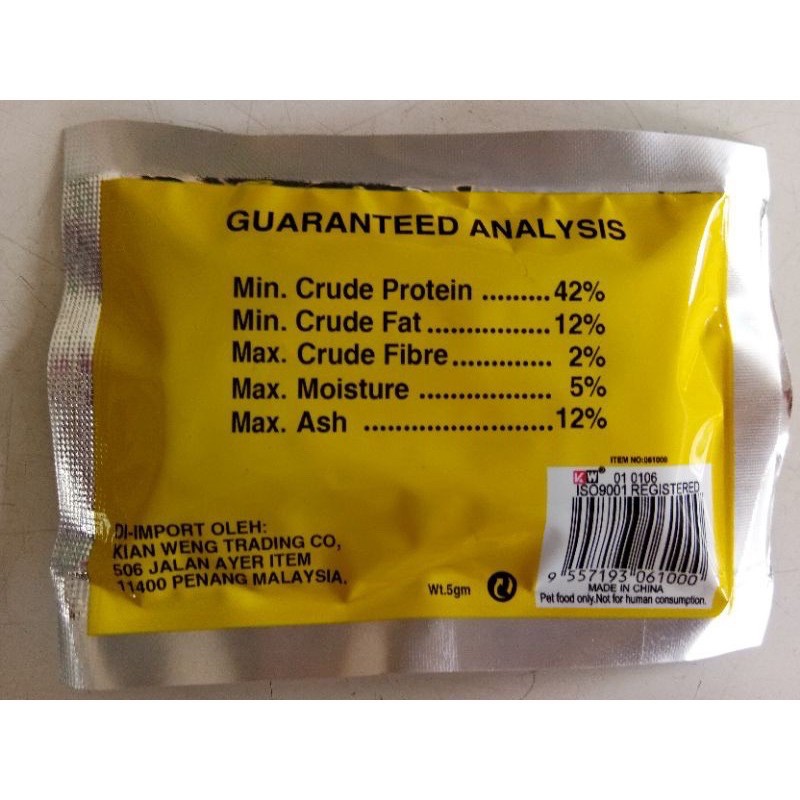 GUARANTEED ANALYSIS
Min. Crude Protein .........42%
Min. Crude Fat................12%
Max. Crude Fibre............. 2%
Max. Moisture ................. 5%
Max. Ash ........................12%
ITEM NO:061000
KW® 01 0106
ISO9001 REGISTERED
9 557193 061000
MADE IN CHINA
Pet food only.Not for human consumption.
DI-IMPORT OLEH:
KIAN WENG TRADING CO,
506 JALAN AYER ITEM
11400 PENANG MALAYSIA.
Wt.5gm